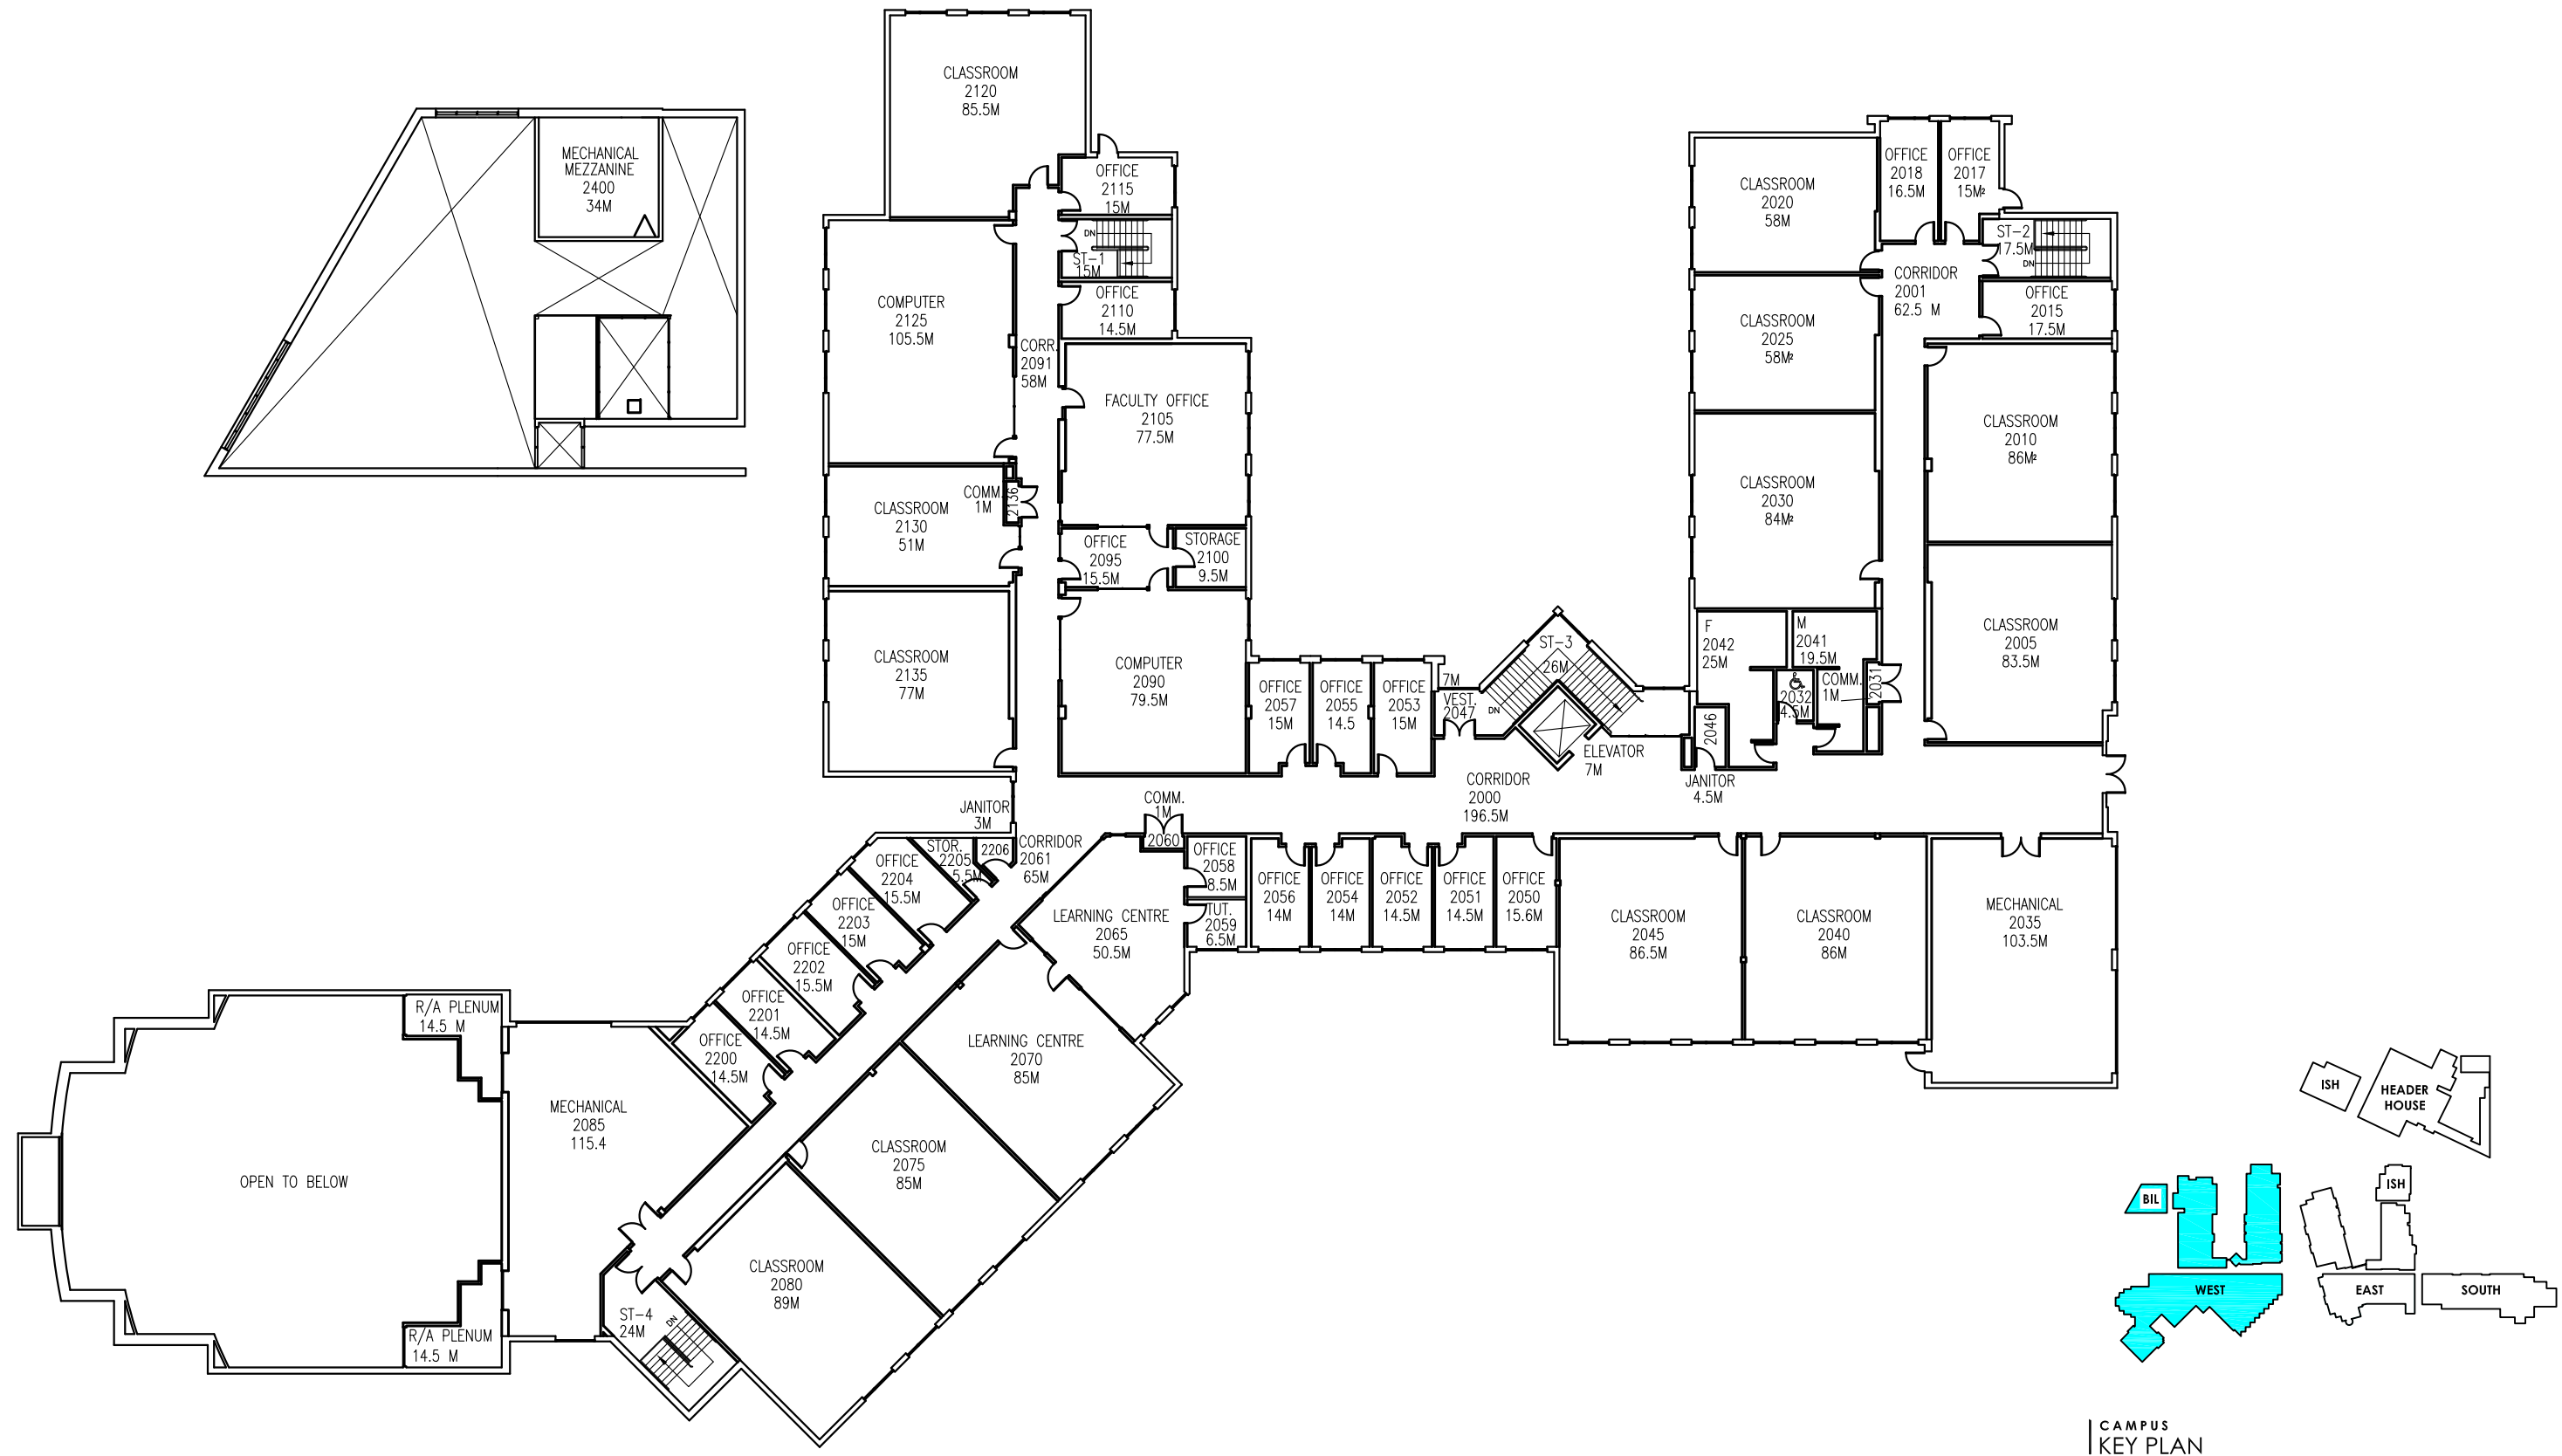 CLASSROOM
2120
85.5M
MECHANICAL
MEZZANINE
2400
34M
OFFICE
2115
15M
DN
ST-1
15M
OFFICE
2110
14.5M
COMPUTER
2125
105.5M
CORR.
2091
58M
FACULTY OFFICE
2105
77.5M
COMM.
1M
2136
CLASSROOM
2130
51M
OFFICE
2095
15.5M
STORAGE
2100
9.5M
CLASSROOM
2135
77M
COMPUTER
2090
79.5M
OFFICE
2018
16.5M
OFFICE
2017
15M²
CLASSROOM
2020
58M
ST-2
17.5M
DN
CORRIDOR
2001
62.5 M
OFFICE
2015
17.5M
CLASSROOM
2025
58M²
CLASSROOM
2010
86M²
CLASSROOM
2030
84M²
CLASSROOM
2005
83.5M
F
2042
25M
M
2041
19.5M
COMM.
1M
2031
2032
4.5M
2046
JANITOR
4.5M
ST-3
26M
DN
7M
VEST.
2047
ELEVATOR
7M
OFFICE
2057
15M
OFFICE
2055
14.5
OFFICE
2053
15M
CORRIDOR
2000
196.5M
COMM.
1M
2060
JANITOR
3M
2206
CORRIDOR
2061
65M
STOR.
2205
5.5M
OFFICE
2204
15.5M
OFFICE
2203
15M
OFFICE
2202
15.5M
OFFICE
2201
14.5M
OFFICE
2200
14.5M
LEARNING CENTRE
2065
50.5M
OFFICE
2058
8.5M
TUT.
2059
6.5M
OFFICE
2056
14M
OFFICE
2054
14M
OFFICE
2052
14.5M
OFFICE
2051
14.5M
OFFICE
2050
15.6M
CLASSROOM
2045
86.5M
CLASSROOM
2040
86M
MECHANICAL
2035
103.5M
LEARNING CENTRE
2070
85M
CLASSROOM
2075
85M
CLASSROOM
2080
89M
R/A PLENUM
14.5 M
MECHANICAL
2085
115.4
OPEN TO BELOW
R/A PLENUM
14.5 M
ST-4
24M
DN
ISH
HEADER
HOUSE
BIL
ISH
WEST
EAST
SOUTH
CAMPUS
KEY PLAN